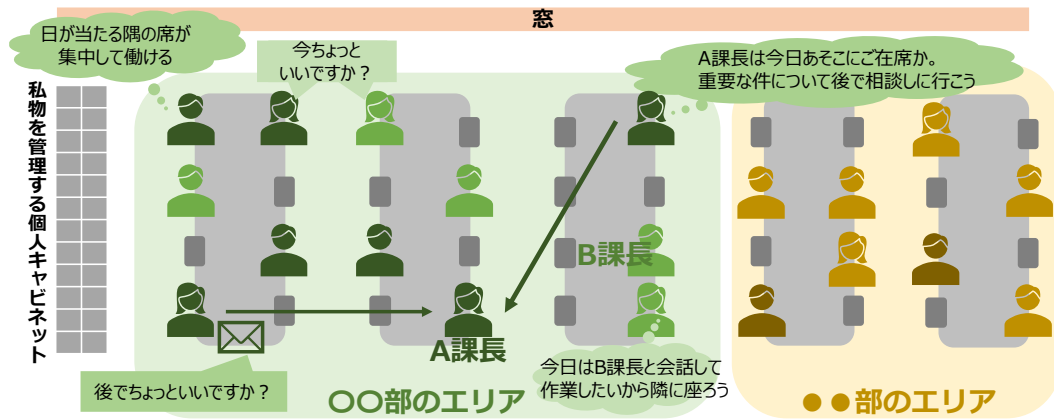 窓
日が当たる隅の席が
集中して働ける
今ちょっと
いいですか？
A課長は今日あそこにご在席か。
重要な件について後で相談しに行こう
私物を管理する個人キャビネット
B課長
A課長
後でちょっといいですか？
今日はB課長と会話して
作業したいから隣に座ろう
〇〇部のエリア
●●部のエリア